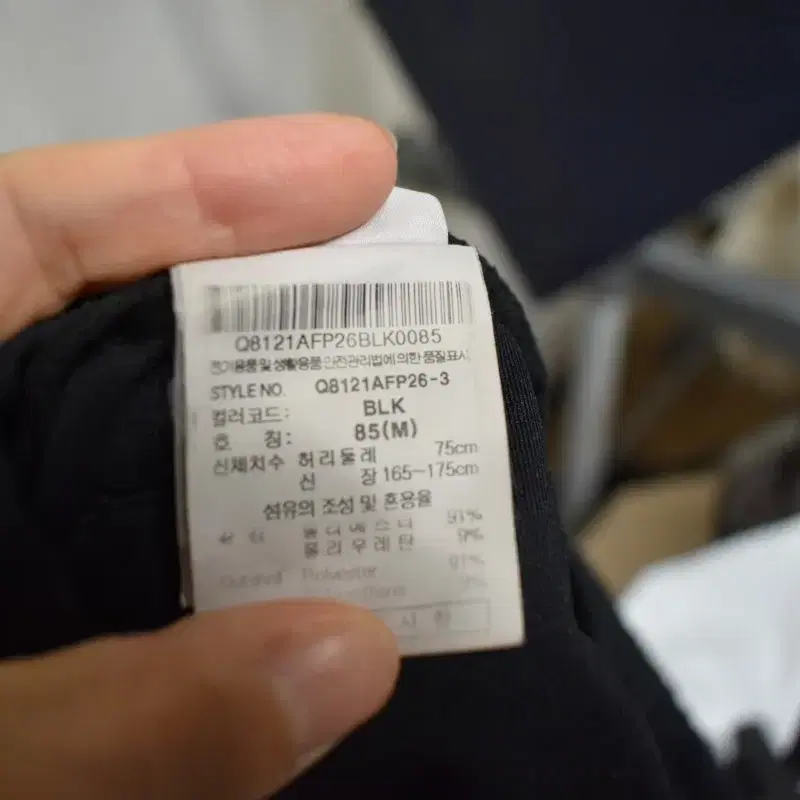 Q8121AFP26BLK0085
전기용품및 생활용품 안전관리법에 의한 품질표시
STYLE NO. Q8121AFP26-3
컬러코드: BLK
호 칭: 85(M)
신체치수 허리둘레 75cm
신 장 165~175cm
섬유의 조성 및 혼용율
폴리에스터 91%
폴리우레탄 9%
Outshell Polyester 91%
9%